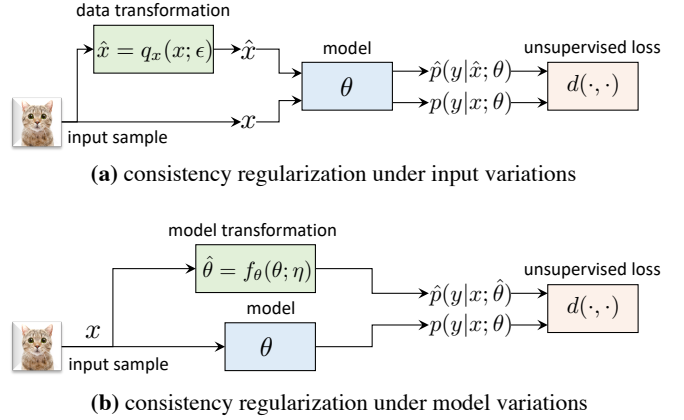 data transformation
x̂ = qₓ(x; ϵ)
x̂
model
θ
p̂(y|x̂; θ)
p(y|x; θ)
unsupervised loss
d(·, ·)
x
input sample
(a) consistency regularization under input variations
model transformation
θ̂ = f_θ(θ; η)
model
θ
p̂(y|x; θ̂)
p(y|x; θ)
unsupervised loss
d(·, ·)
x
input sample
(b) consistency regularization under model variations